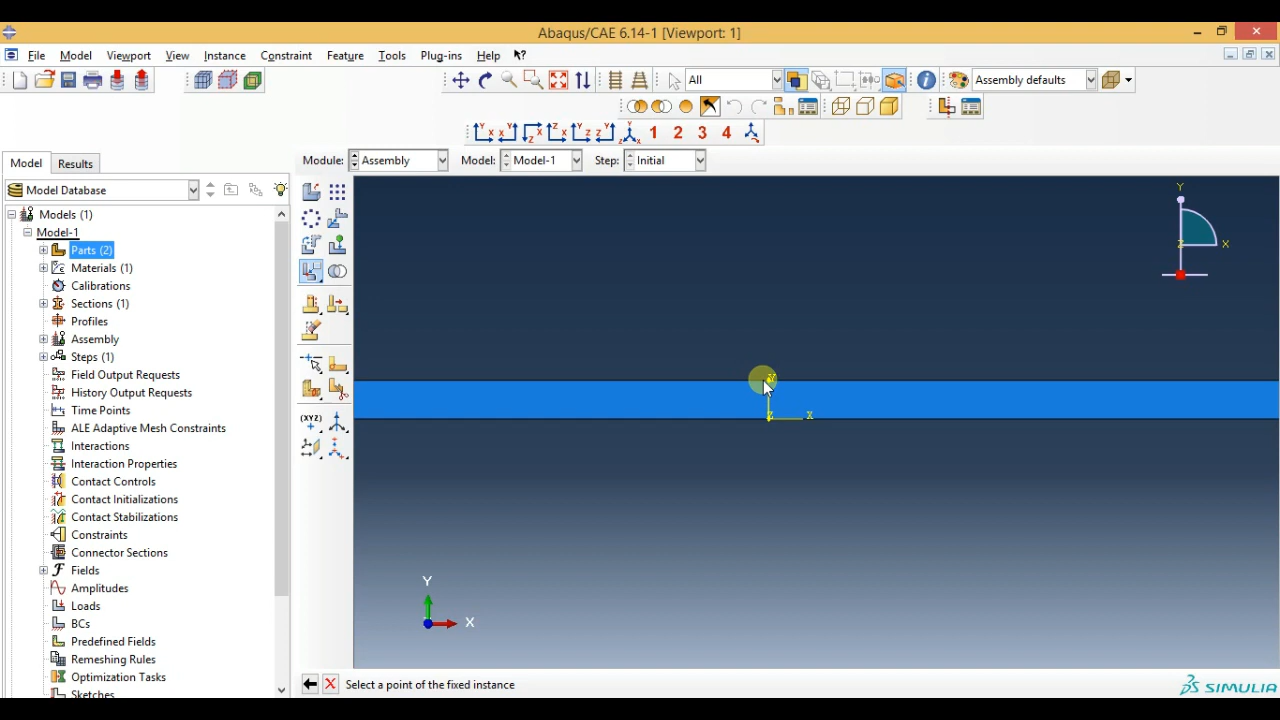 Abaqus/CAE 6.14-1 [Viewport: 1]
File Model Viewport View Instance Constraint Feature Tools Plug-ins Help ?
All Assembly defaults
1 2 3 4
Model Results Module: Assembly Model: Model-1 Step: Initial
Model Database
Models (1)
Model-1
Parts (2)
Materials (1)
Calibrations
Sections (1)
Profiles
Assembly
Steps (1)
Field Output Requests
History Output Requests
Time Points
ALE Adaptive Mesh Constraints
Interactions
Interaction Properties
Contact Controls
Contact Initializations
Contact Stabilizations
Constraints
Connector Sections
Fields
Amplitudes
Loads
BCs
Predefined Fields
Remeshing Rules
Optimization Tasks
Sketches
(XYZ)
Y
Z X
Y
Z X
Y
X
Select a point of the fixed instance
SIMULIA